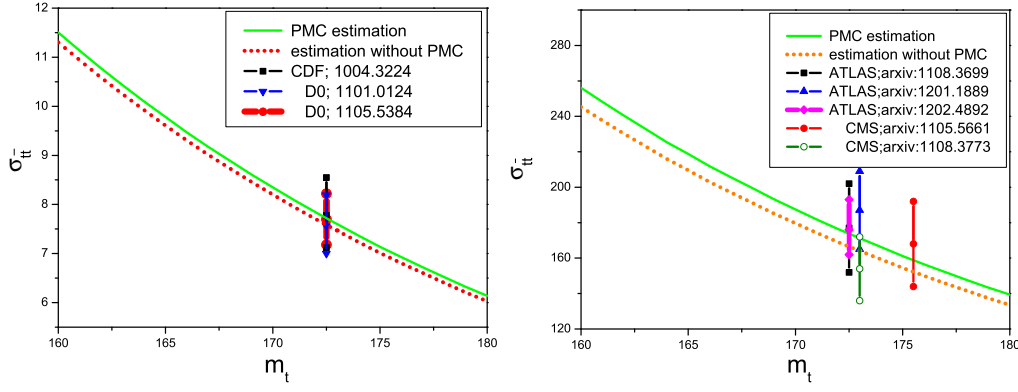 PMC estimation
estimation without PMC
CDF; 1004.3224
D0; 1101.0124
D0; 1105.5384
12
11
10
9
8
7
6
σtt̄
160
165
170
175
180
mt
PMC estimation
estimation without PMC
ATLAS;arxiv:1108.3699
ATLAS;arxiv:1201.1889
ATLAS;arxiv:1202.4892
CMS;arxiv:1105.5661
CMS;arxiv:1108.3773
280
240
200
160
120
σtt̄
160
165
170
175
180
mt